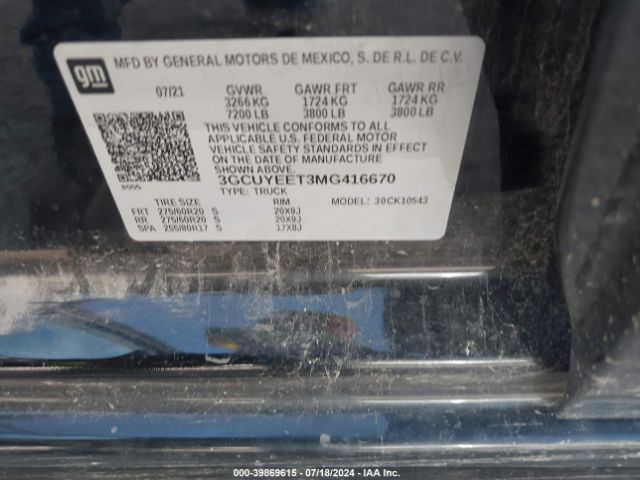 gm
MFD BY GENERAL MOTORS DE MEXICO, S. DE R.L. DE C.V.
07/21 GVWR GAWR FRT GAWR RR
3266 KG 1724 KG 1724 KG
7200 LB 3800 LB 3800 LB
THIS VEHICLE CONFORMS TO ALL
APPLICABLE U.S. FEDERAL MOTOR
VEHICLE SAFETY STANDARDS IN EFFECT
ON THE DATE OF MANUFACTURE
SHOWN ABOVE.
3GCUYEET3MG416670
8555 TYPE: TRUCK MODEL: 30CK10543
TIRE SIZE RIM
FRT 275/60R20 S 20X9J
RR 275/60R20 S 20X9J
SPA 255/80R17 S 17X8J
000-39869615 - 07/18/2024 - IAA Inc.